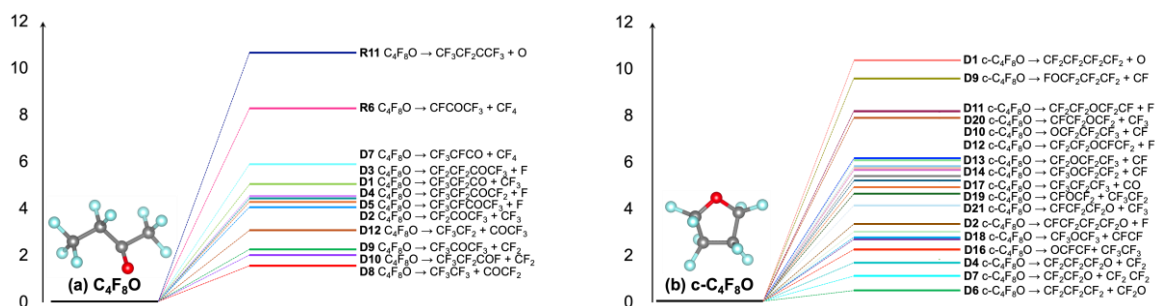 12
10
8
6
4
2
0
R11 C₄F₈O → CF₃CF₂CCF₃ + O
R6 C₄F₈O → CFCOCF₃ + CF₄
D7 C₄F₈O → CF₃CFCO + CF₄
D3 C₄F₈O → CF₂CF₂COCF₃ + F
D1 C₄F₈O → CF₃CF₂CO + CF₃
D4 C₄F₈O → CF₃CF₂COCF₂ + F
D5 C₄F₈O → CF₃CFCOCF₃ + F
D2 C₄F₈O → CF₂COCF₃ + CF₃
D12 C₄F₈O → CF₃CF₂ + COCF₃
D9 C₄F₈O → CF₃COCF₃ + CF₂
D10 C₄F₈O → CF₃CF₂COF + CF₂
D8 C₄F₈O → CF₃CF₃ + COCF₂
(a) C₄F₈O
12
10
8
6
4
2
0
D1 c-C₄F₈O → CF₂CF₂CF₂CF₂ + O
D9 c-C₄F₈O → FOCF₂CF₂CF₂ + CF
D11 c-C₄F₈O → CF₂CF₂OCF₂CF + F
D20 c-C₄F₈O → CFCF₂OCF₂ + CF₃
D10 c-C₄F₈O → OCF₂CF₂CF₃ + CF
D12 c-C₄F₈O → CF₂CF₂OCFCF₂ + F
D13 c-C₄F₈O → CF₂OCF₂CF₃ + CF
D14 c-C₄F₈O → CF₃OCF₂CF₂ + CF
D17 c-C₄F₈O → CF₃CF₂CF₃ + CO
D19 c-C₄F₈O → CFOCF₂ + CF₃CF₂
D21 c-C₄F₈O → CFCF₂CF₂O + CF₃
D2 c-C₄F₈O → CFCF₂CF₂CF₂O + F
D18 c-C₄F₈O → CF₃OCF₃ + CFCF
D16 c-C₄F₈O → OCFCF + CF₃CF₃
D4 c-C₄F₈O → CF₂CF₂CF₂O + CF₂
D7 c-C₄F₈O → CF₂CF₂O + CF₂ CF₂
D6 c-C₄F₈O → CF₂CF₂CF₂ + CF₂O
(b) c-C₄F₈O